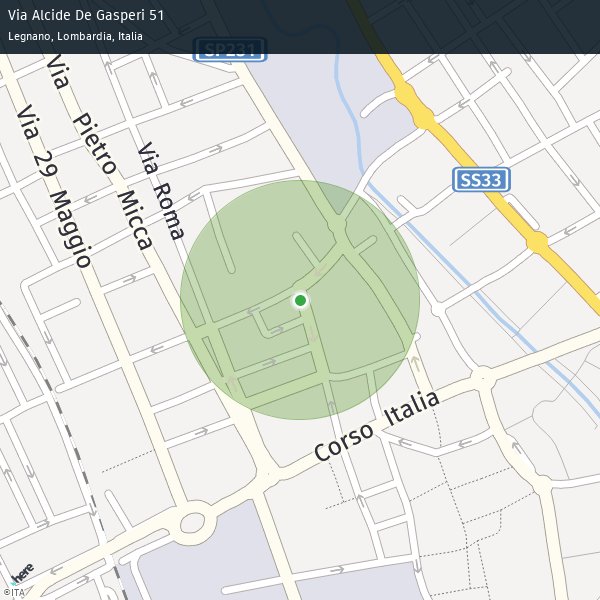 Via Alcide De Gasperi 51
Legnano, Lombardia, Italia
SP231
Via Pietro Micca
Via 29 Maggio
Via Roma
SS33
Corso Italia
here
©ITA